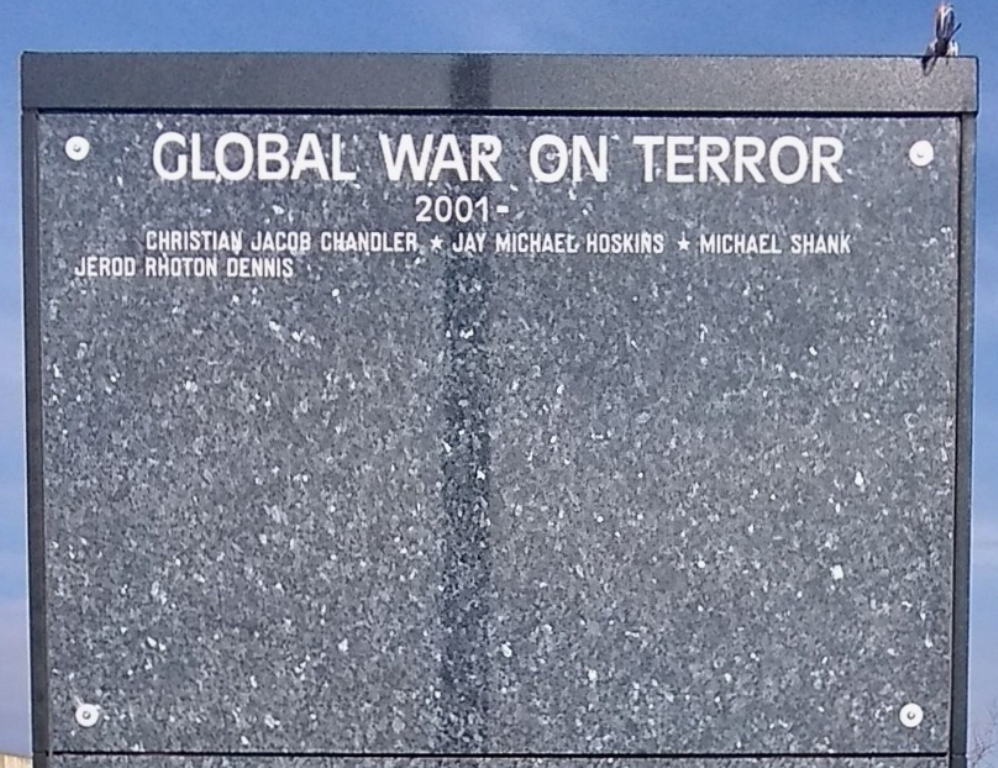 GLOBAL WAR ON TERROR
2001-
CHRISTIAN JACOB CHANDLER ★ JAY MICHAEL HOSKINS ★ MICHAEL SHANK
JEROD RHOTON DENNIS